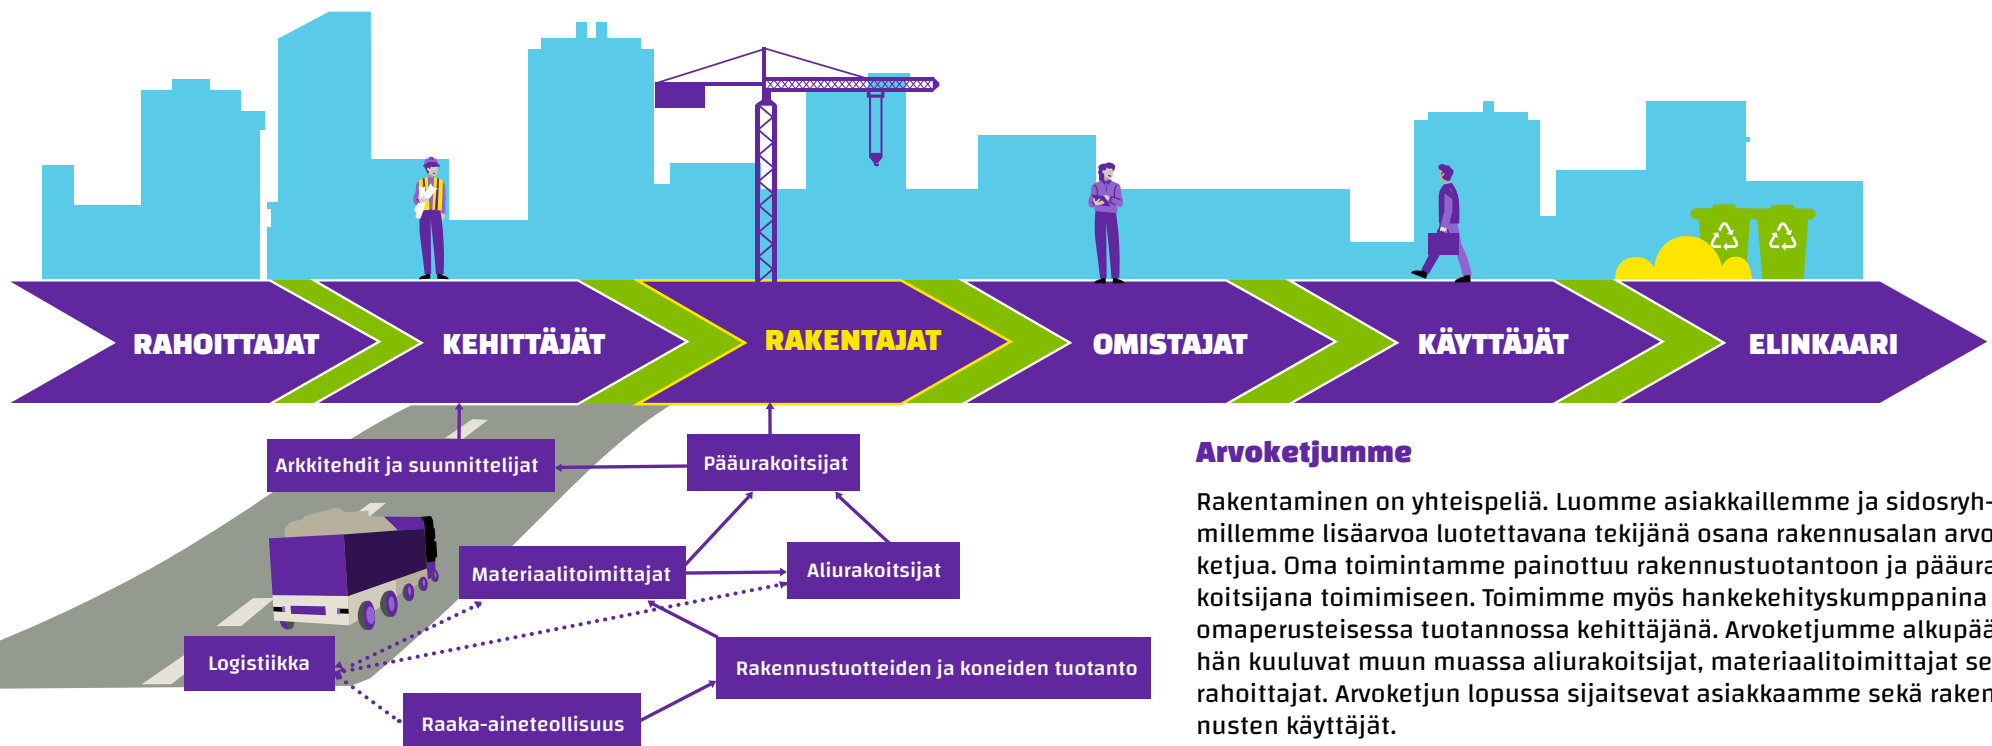 RAHOITTAJAT
KEHITTÄJÄT
RAKENTAJAT
OMISTAJAT
KÄYTTÄJÄT
ELINKAARI
Arkkitehdit ja suunnittelijat
Pääurakoitsijat
Materiaalitoimittajat
Aliurakoitsijat
Logistiikka
Rakennustuotteiden ja koneiden tuotanto
Raaka-aineteollisuus
Arvoketjumme
Rakentaminen on yhteispeliä. Luomme asiakkaillemme ja sidosryh-
millemme lisäarvoa luotettavana tekijänä osana rakennusalan arvo
ketjua. Oma toimintamme painottuu rakennustuotantoon ja pääura
koitsijana toimimiseen. Toimimme myös hankekehityskumppanina
omaperusteisessa tuotannossa kehittäjänä. Arvoketjumme alkupää
hän kuuluvat muun muassa aliurakoitsijat, materiaalitoimittajat se
rahoittajat. Arvoketjun lopussa sijaitsevat asiakkaamme sekä raken
nusten käyttäjät.